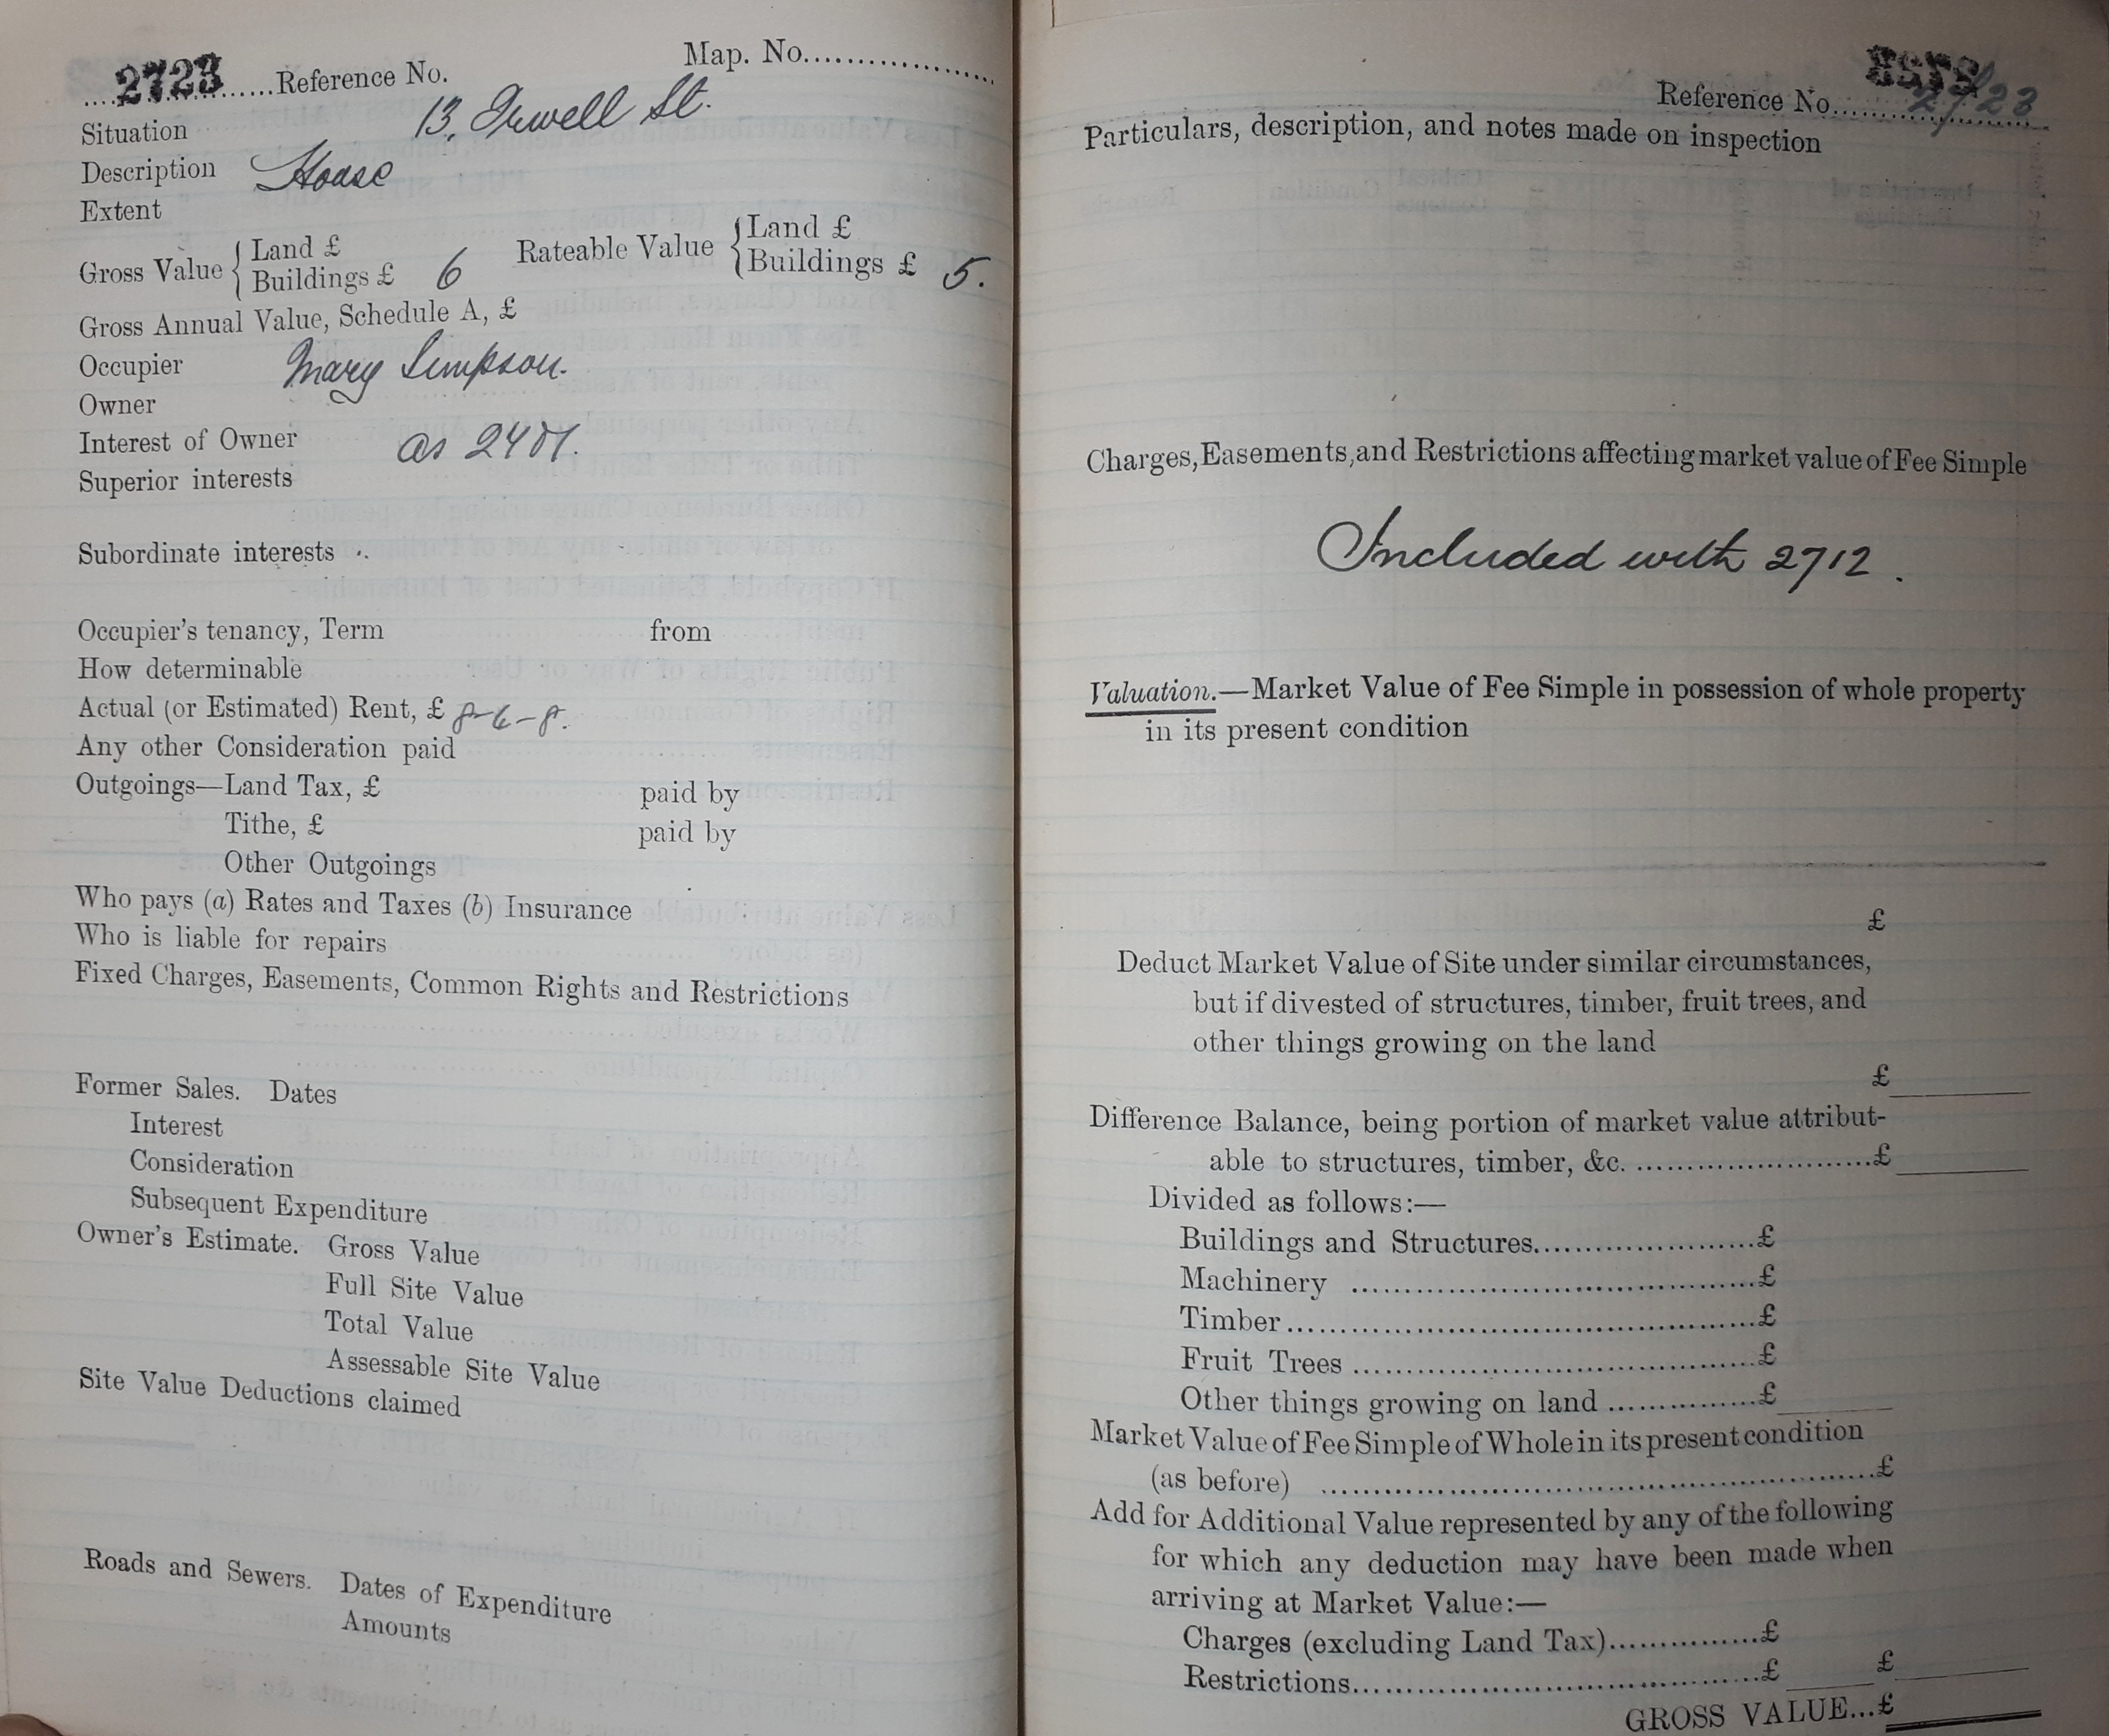 2723 Reference No. Map. No.
Situation 13, Irwell St.
Description House
Extent
Gross Value { Land £
Buildings £ 6 Rateable Value { Land £
Buildings £ 5.
Gross Annual Value, Schedule A, £
Occupier Mary Simpson.
Owner
Interest of Owner as 2401.
Superior interests
Subordinate interests
Occupier's tenancy, Term from
How determinable
Actual (or Estimated) Rent, £ 8-6-8.
Any other Consideration paid
Outgoings—Land Tax, £ paid by
Tithe, £ paid by
Other Outgoings
Who pays (a) Rates and Taxes (b) Insurance
Who is liable for repairs
Fixed Charges, Easements, Common Rights and Restrictions
Former Sales. Dates
Interest
Consideration
Subsequent Expenditure
Owner's Estimate. Gross Value
Full Site Value
Total Value
Assessable Site Value
Site Value Deductions claimed
Roads and Sewers. Dates of Expenditure
Amounts
Reference No. 2723
Particulars, description, and notes made on inspection
Charges, Easements, and Restrictions affecting market value of Fee Simple
Included with 2712.
Valuation.—Market Value of Fee Simple in possession of whole property
in its present condition
£
Deduct Market Value of Site under similar circumstances,
but if divested of structures, timber, fruit trees, and
other things growing on the land
£
Difference Balance, being portion of market value attribut-
able to structures, timber, &c. £
Divided as follows:—
Buildings and Structures £
Machinery £
Timber £
Fruit Trees £
Other things growing on land £
Market Value of Fee Simple of Whole in its present condition
(as before) £
Add for Additional Value represented by any of the following
for which any deduction may have been made when
arriving at Market Value:—
Charges (excluding Land Tax) £
Restrictions £ £
GROSS VALUE... £